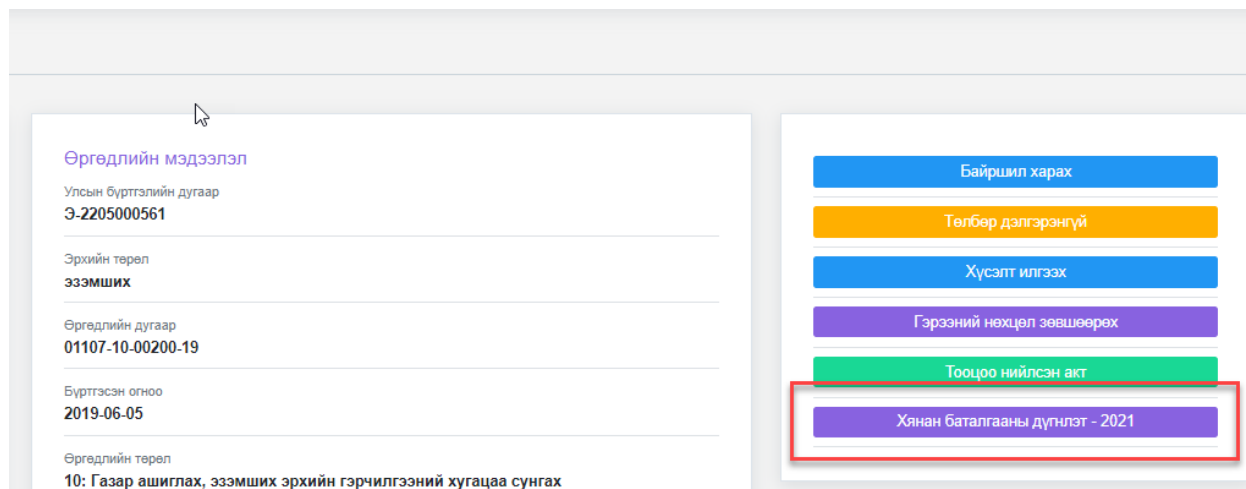 Өргөдлийн мэдээлэл
Улсын бүртгэлийн дугаар
Э-2205000561
Эрхийн төрөл
эзэмших
Өргөдлийн дугаар
01107-10-00200-19
Бүртгэсэн огноо
2019-06-05
Өргөдлийн төрөл
10: Газар ашиглах, эзэмших эрхийн гэрчилгээний хугацаа сунгах
Байршил харах
Төлбөр дэлгэрэнгүй
Хүсэлт илгээх
Гэрээний нөхцөл зөвшөөрөх
Тооцоо нийлсэн акт
Хянан баталгааны дүгнлэт - 2021